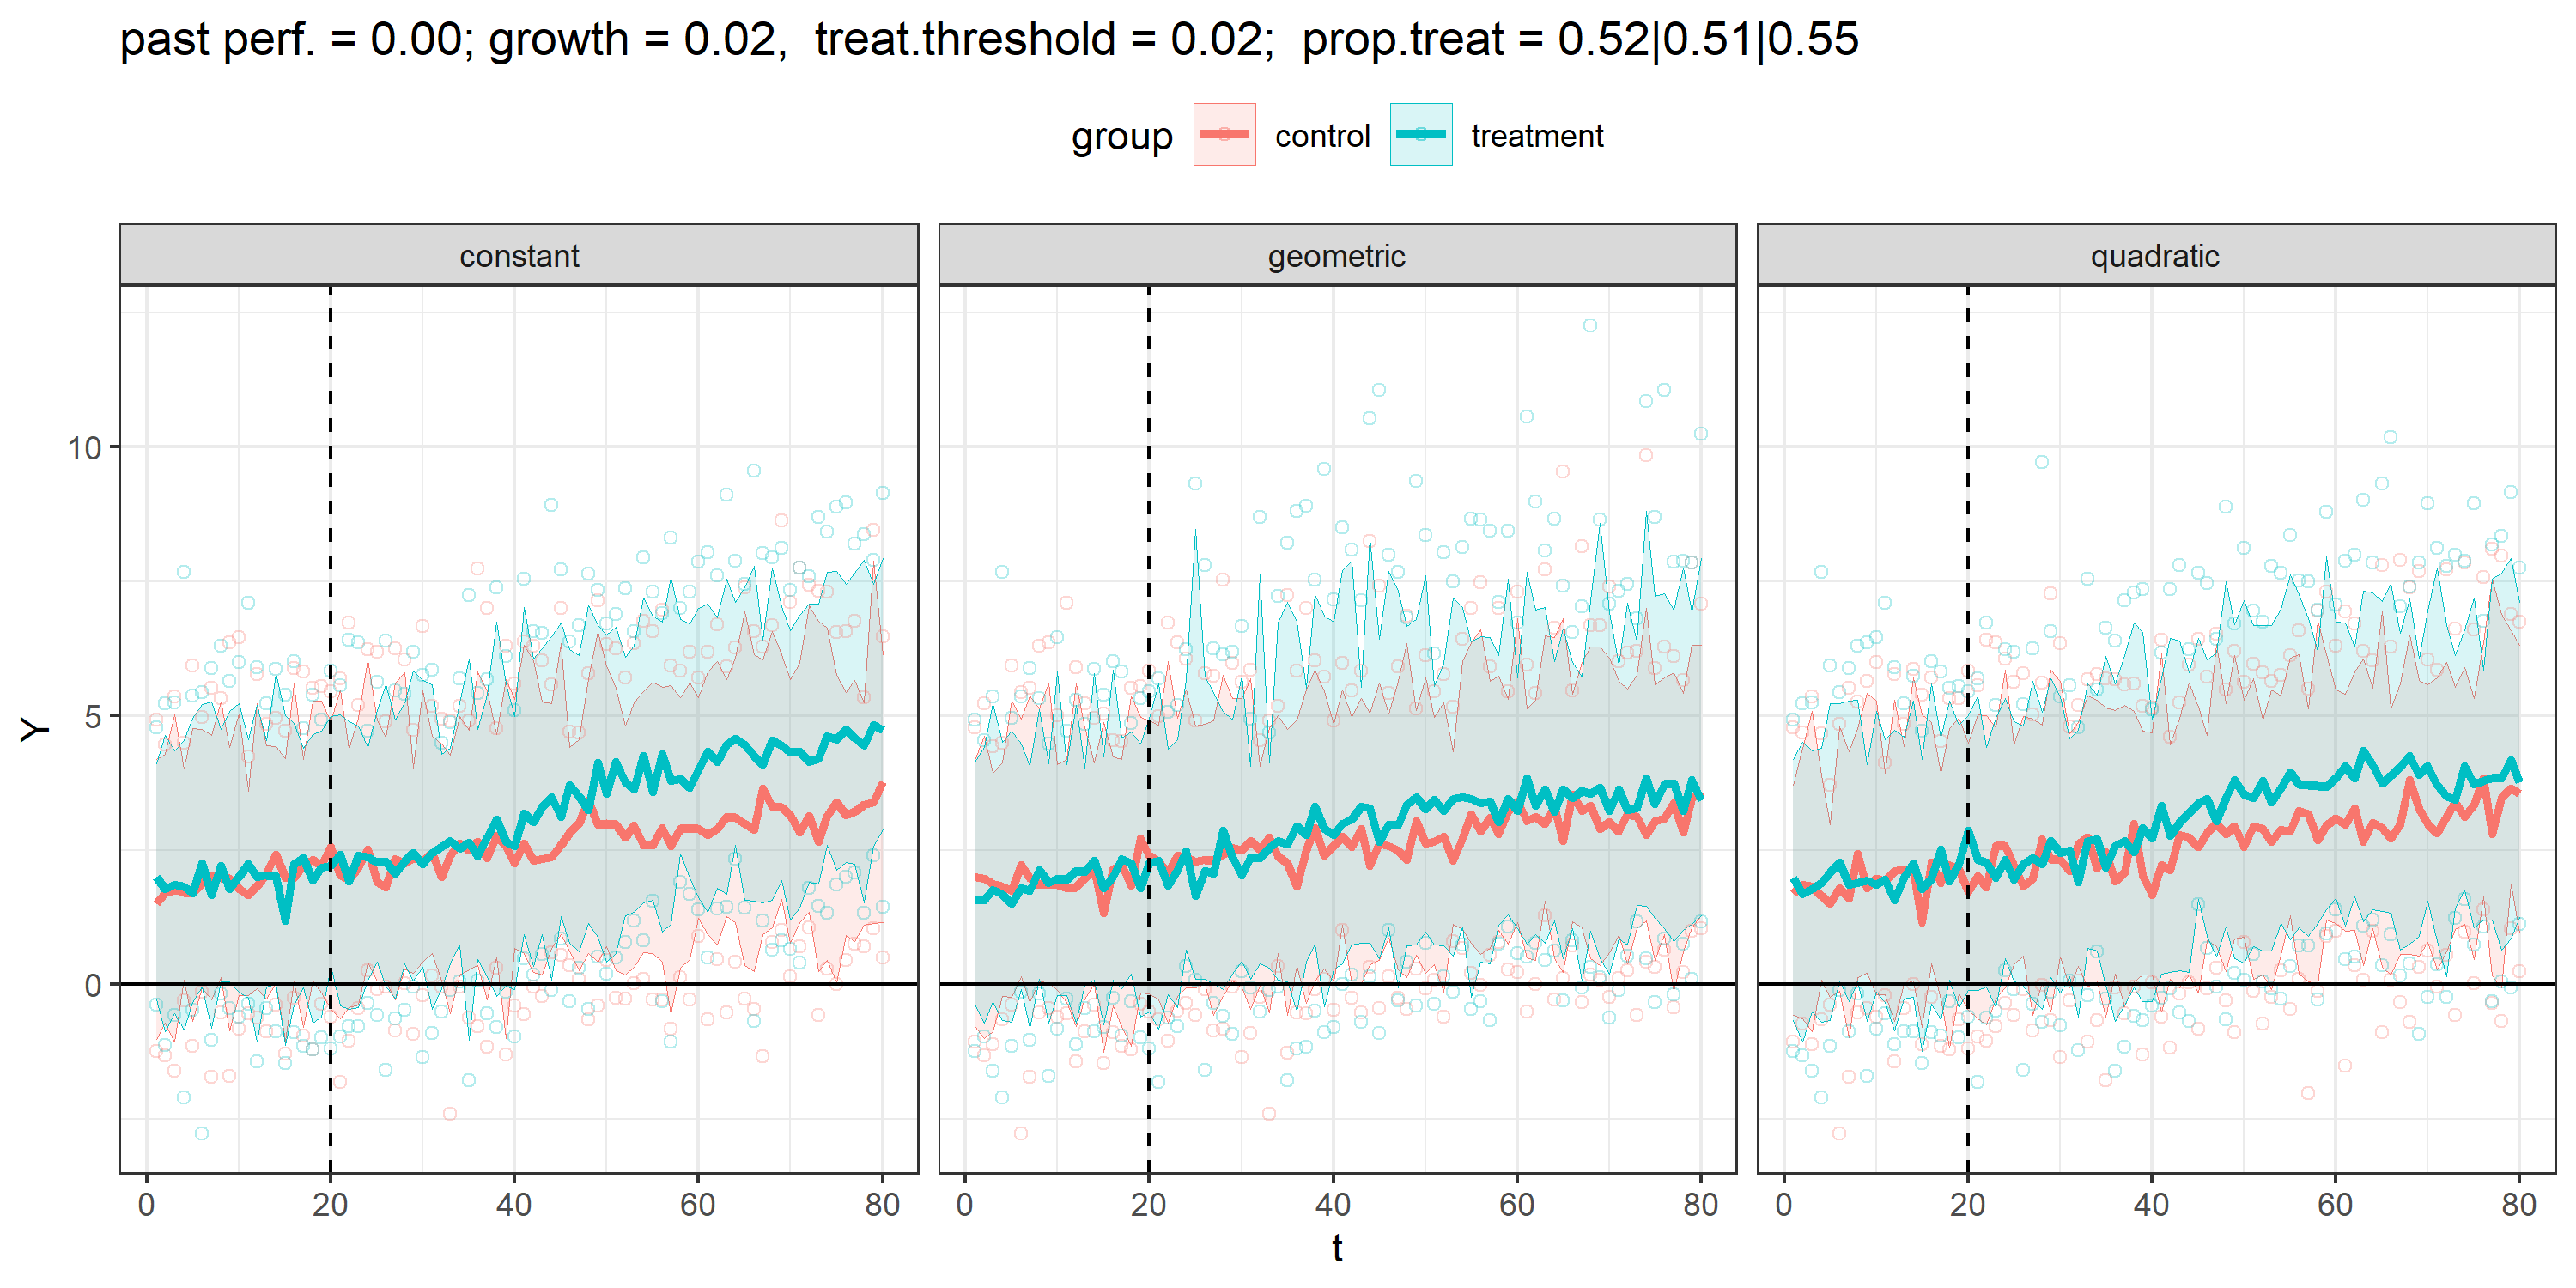 past perf. = 0.00; growth = 0.02,  treat.threshold = 0.02;  prop.treat = 0.52|0.51|0.55
group control treatment
constant geometric quadratic
Y
10
5
0
0 20 40 60 80 0 20 40 60 80 0 20 40 60 80
t